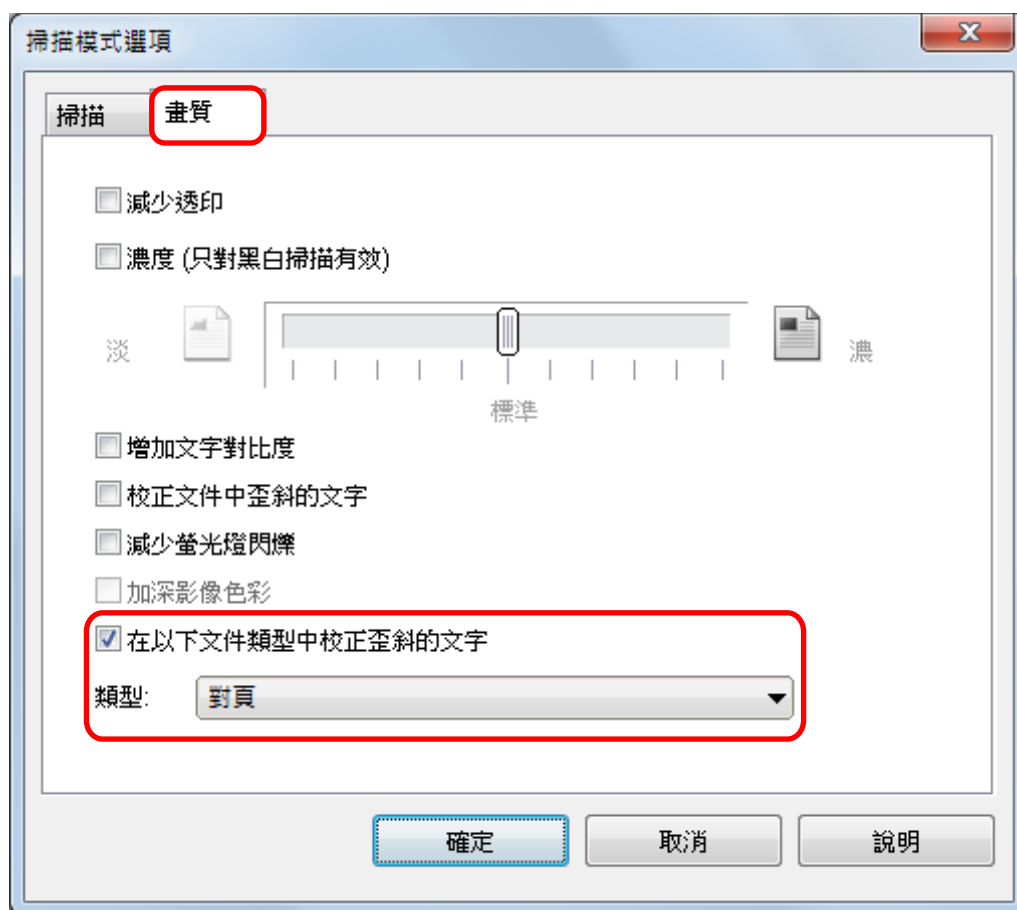 掃描模式選項
掃描
畫質
減少透印
濃度 (只對黑白掃描有效)
淡
濃
標準
增加文字對比度
校正文件中歪斜的文字
減少螢光燈閃爍
加深影像色彩
在以下文件類型中校正歪斜的文字
類型: 對頁
確定 取消 說明